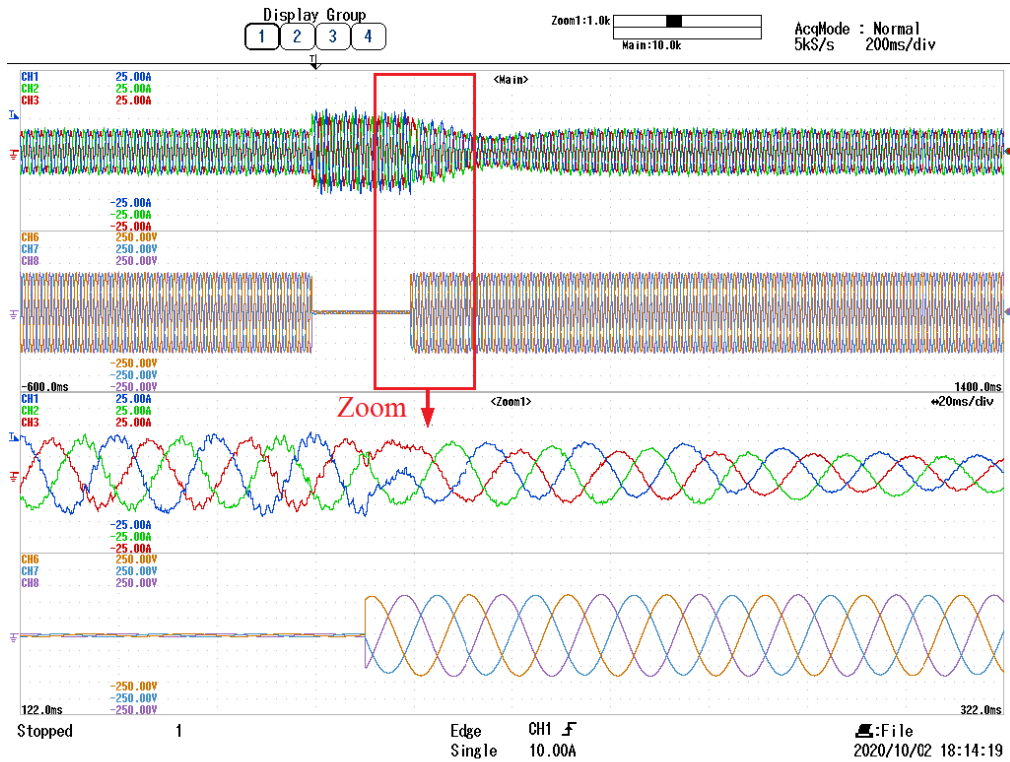 Display Group
1 2 3 4
Zoom1:1.0k
Main:10.0k
AcqMode : Normal
5kS/s 200ms/div
T
<Main>
CH1 25.00A
CH2 25.00A
CH3 25.00A
T
-25.00A
-25.00A
-25.00A
CH6 250.00V
CH7 250.00V
CH8 250.00V
-250.00V
-250.00V
-250.00V
-600.0ms 1400.0ms
Zoom
<Zoom1>
↔20ms/div
CH1 25.00A
CH2 25.00A
CH3 25.00A
T
-25.00A
-25.00A
-25.00A
CH6 250.00V
CH7 250.00V
CH8 250.00V
-250.00V
-250.00V
-250.00V
122.0ms 322.0ms
Stopped 1 Edge CH1 :File
Single 10.00A 2020/10/02 18:14:19